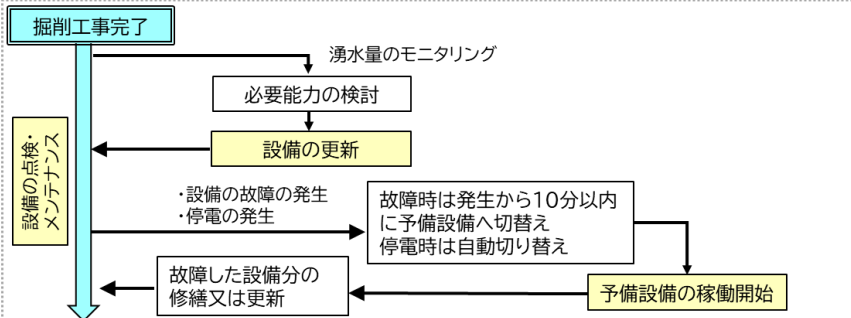 掘削工事完了
湧水量のモニタリング
必要能力の検討
設備の更新
設備の点検・
メンテナンス
・設備の故障の発生
・停電の発生
故障時は発生から10分以内
に予備設備へ切替え
停電時は自動切り替え
予備設備の稼働開始
故障した設備分の
修繕又は更新